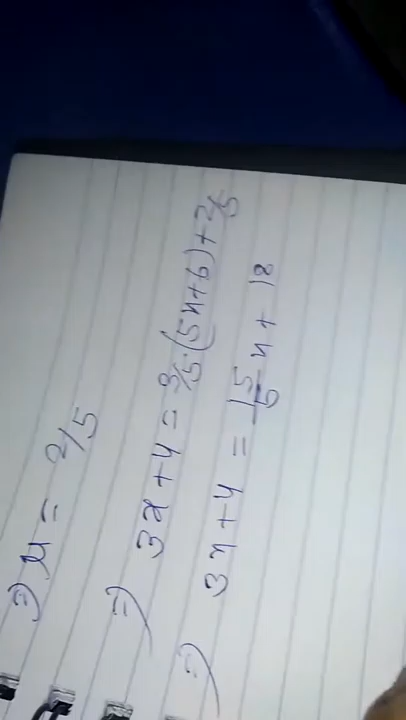 ⇒ μ = 2/5
⇒ 3x + 4 = 3/5 (5x + 6) + 2/5
⇒ 3x + 4 = 15/5 x + 18